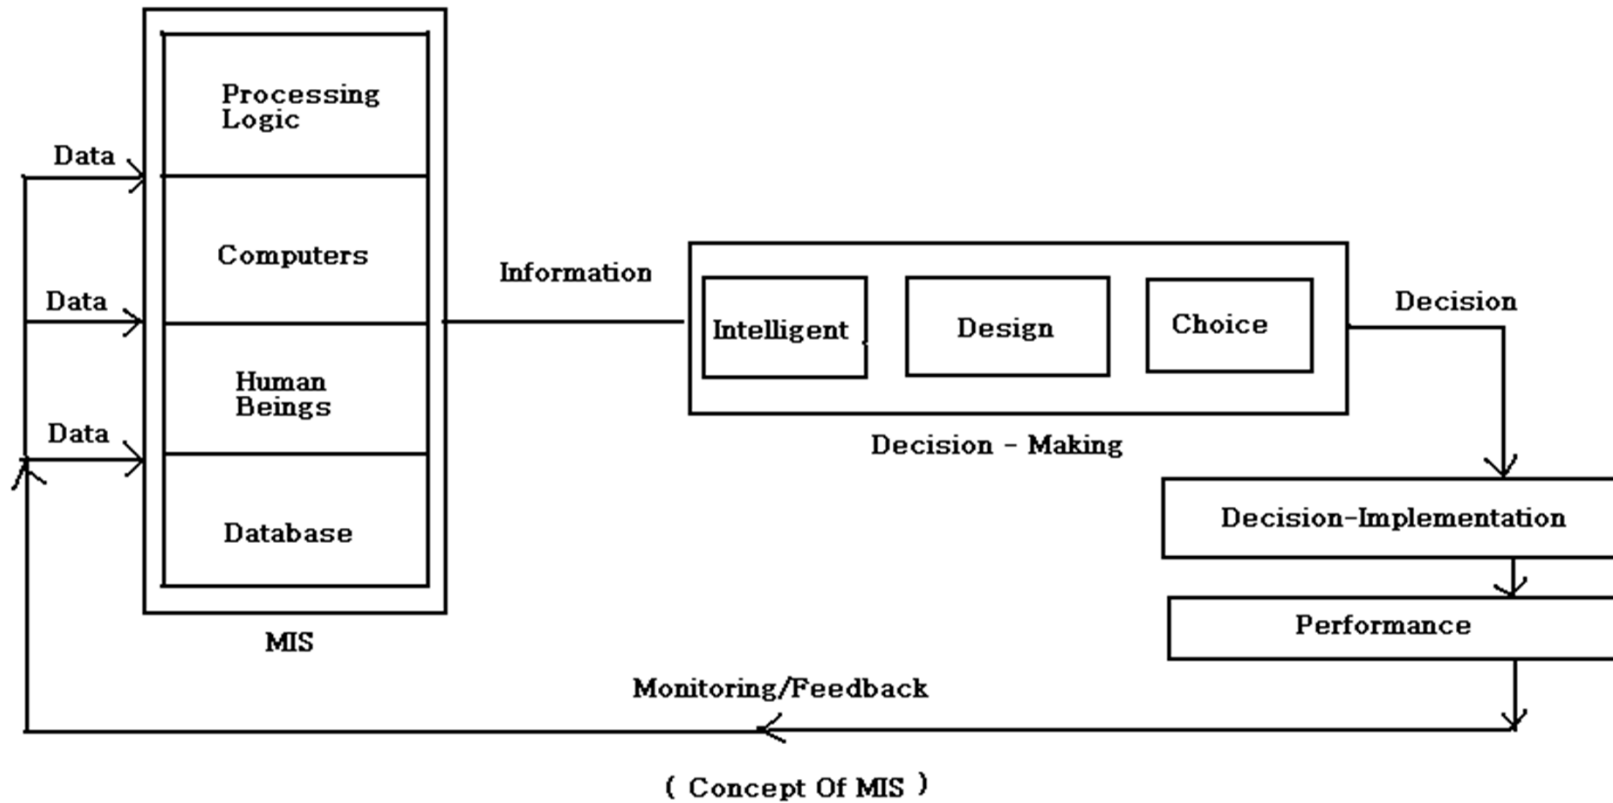 Processing
Logic
Data
Computers
Information
Data
Intelligent
Design
Choice
Decision
Human
Beings
Data
Decision - Making
Database
Decision-Implementation
MIS
Performance
Monitoring/Feedback
( Concept Of MIS )